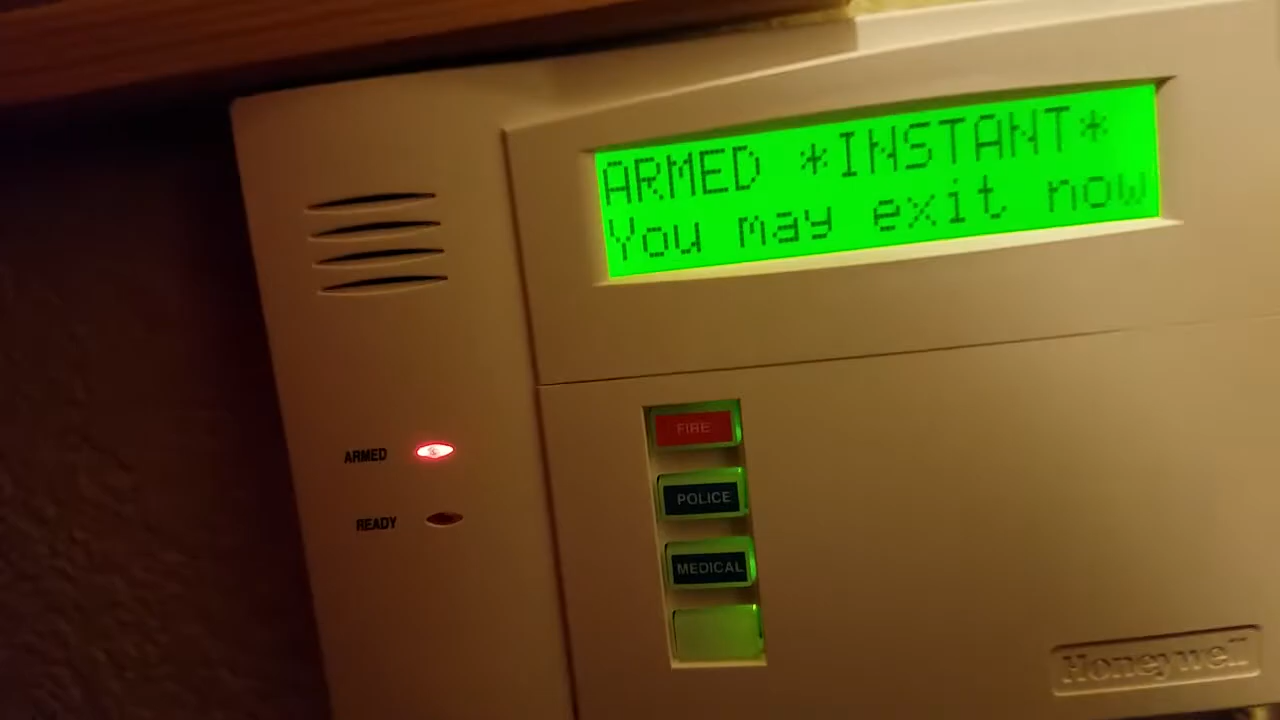 ARMED *INSTANT*
You may exit now
FIRE
ARMED
POLICE
READY
MEDICAL
Honeywell